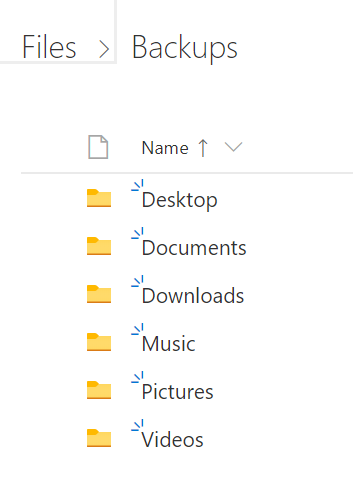 Files > Backups
Name ↑
Desktop
Documents
Downloads
Music
Pictures
Videos